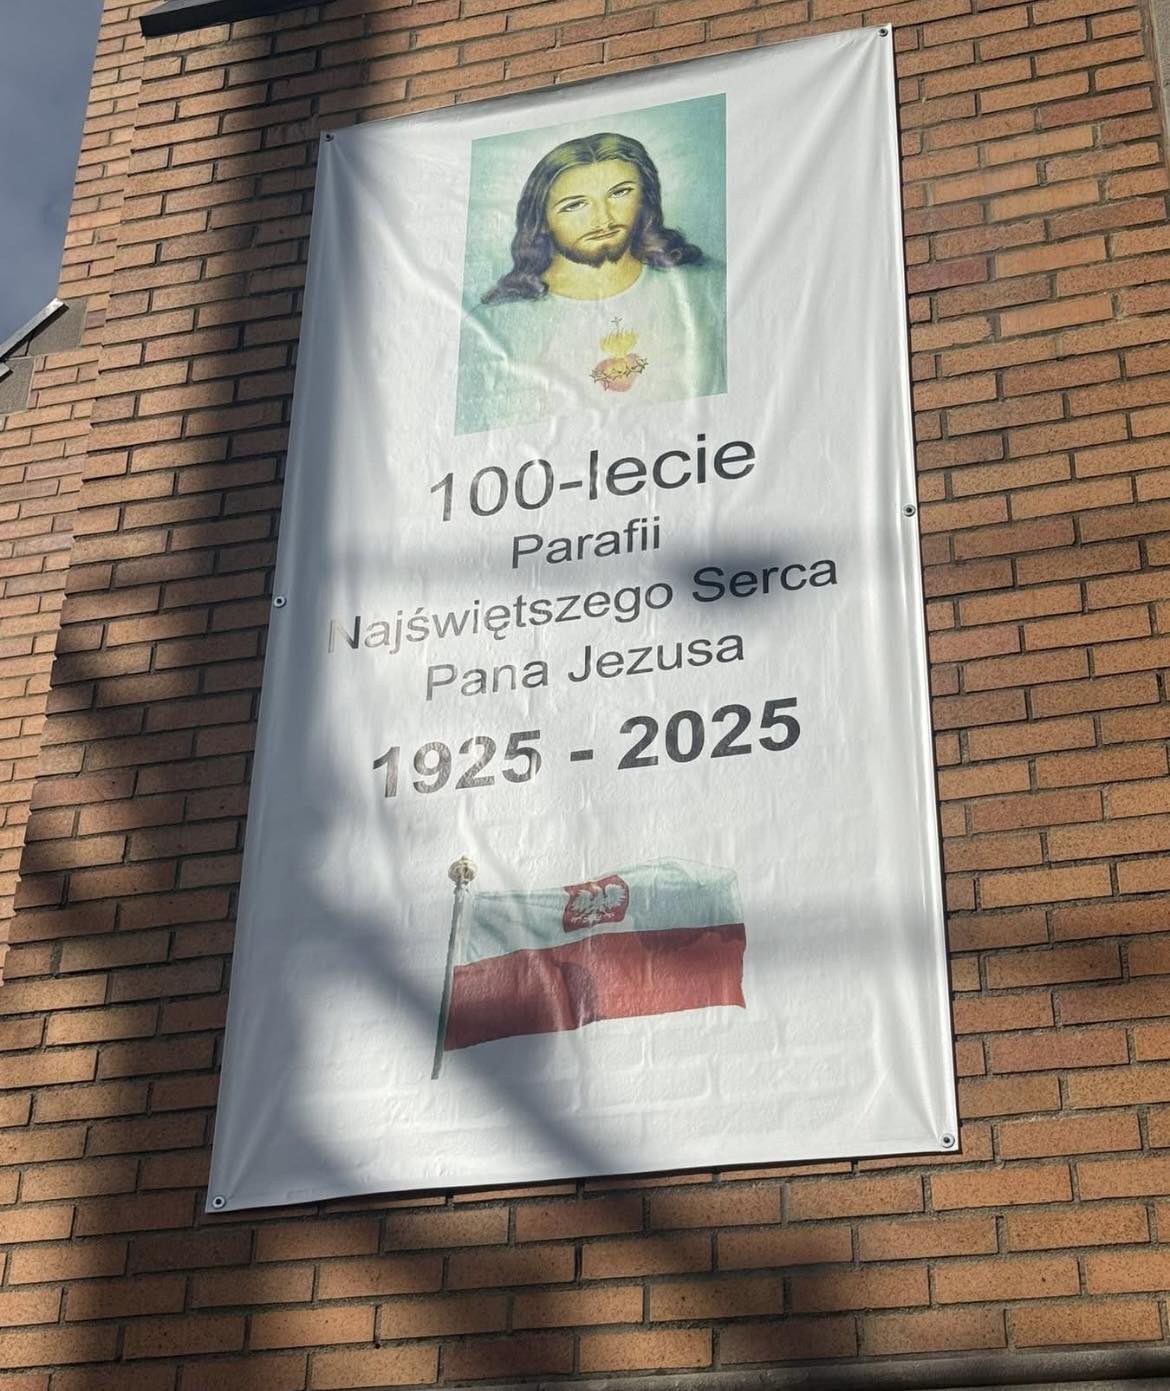 100-lecie
Parafii
Najświętszego Serca
Pana Jezusa
1925 - 2025